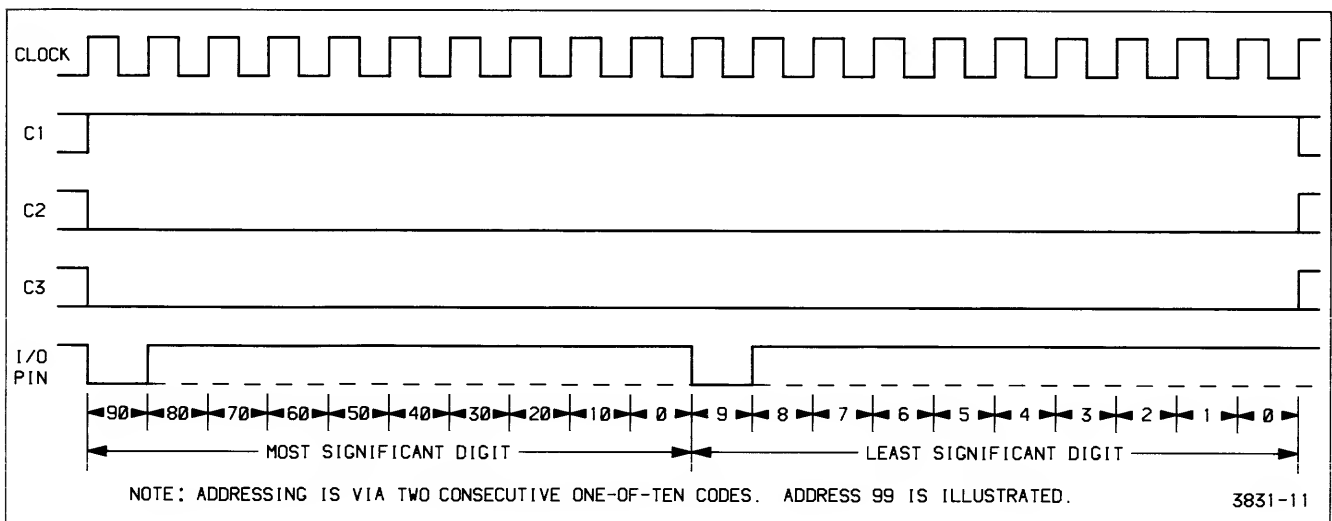 CLOCK
C1
C2
C3
I/O
PIN
90 80 70 60 50 40 30 20 10 0 9 8 7 6 5 4 3 2 1 0
MOST SIGNIFICANT DIGIT LEAST SIGNIFICANT DIGIT
NOTE: ADDRESSING IS VIA TWO CONSECUTIVE ONE-OF-TEN CODES. ADDRESS 99 IS ILLUSTRATED. 3831-11